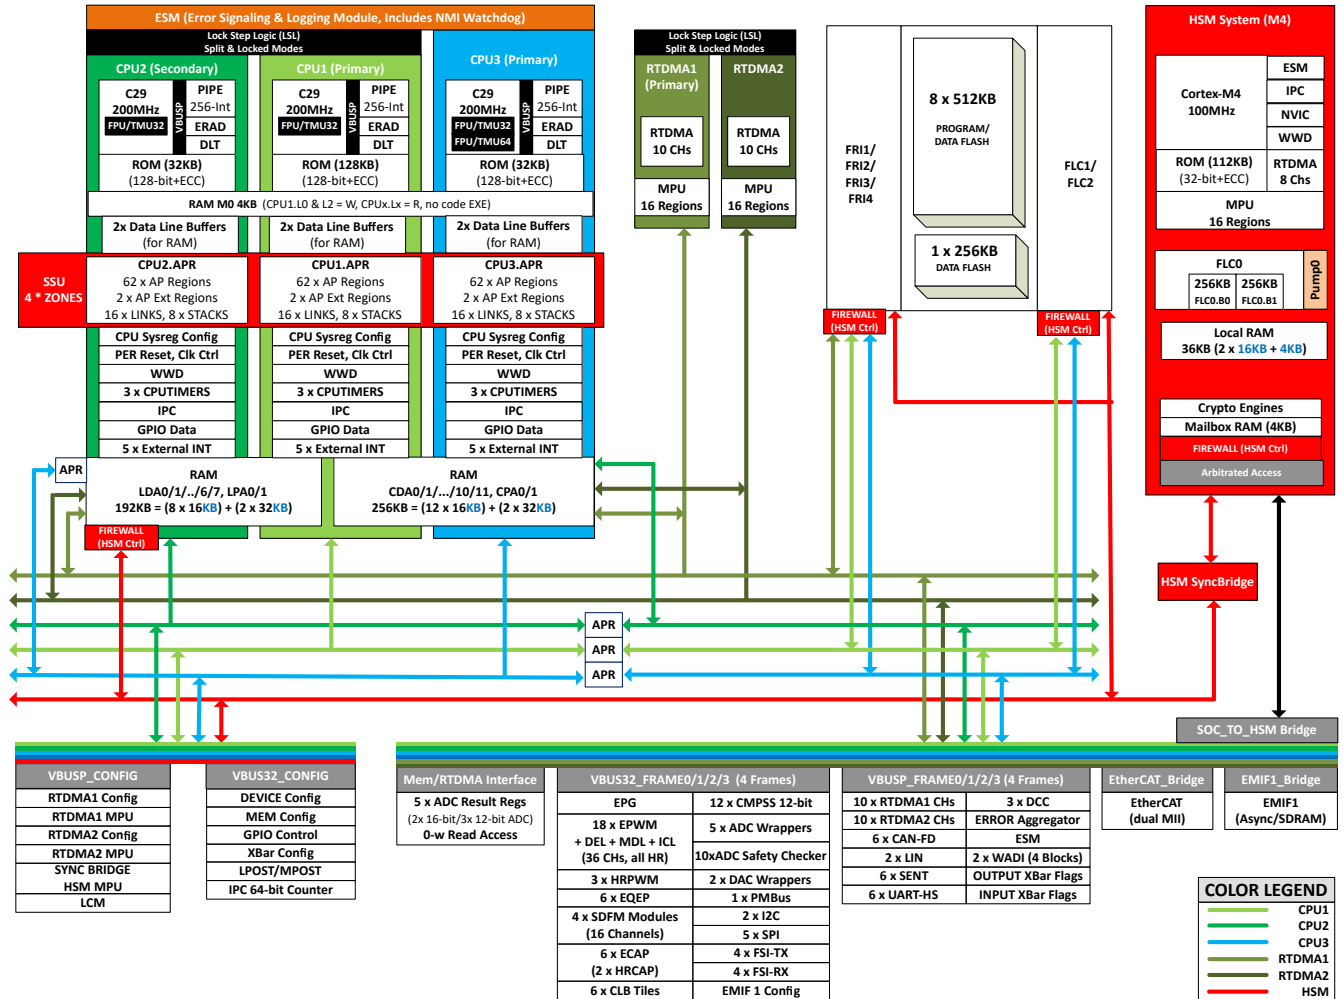 ESM (Error Signaling & Logging Module, Includes NMI Watchdog)
Lock Step Logic (LSL)
Split & Locked Modes
CPU2 (Secondary)
C29
200MHz
FPU/TMU32
VBUSP
PIPE
256-Int
ERAD
DLT
ROM (32KB)
(128-bit+ECC)
CPU1 (Primary)
C29
200MHz
FPU/TMU32
VBUSP
PIPE
256-Int
ERAD
DLT
ROM (128KB)
(128-bit+ECC)
CPU3 (Primary)
C29
200MHz
FPU/TMU32
FPU/TMU64
PIPE
256-Int
ERAD
DLT
ROM (32KB)
(128-bit+ECC)
RAM M0 4KB (CPU1.L0 & L2 = W, CPUx.Lx = R, no code EXE)
2x Data Line Buffers
(for RAM)
2x Data Line Buffers
(for RAM)
2x Data Line Buffers
(for RAM)
SSU
4 * ZONES
CPU2.APR
62 x AP Regions
2 x AP Ext Regions
16 x LINKS, 8 x STACKS
CPU1.APR
62 x AP Regions
2 x AP Ext Regions
16 x LINKS, 8 x STACKS
CPU3.APR
62 x AP Regions
2 x AP Ext Regions
16 x LINKS, 8 x STACKS
CPU Sysreg Config
PER Reset, Clk Ctrl
WWD
3 x CPUTIMERS
IPC
GPIO Data
5 x External INT
CPU Sysreg Config
PER Reset, Clk Ctrl
WWD
3 x CPUTIMERS
IPC
GPIO Data
5 x External INT
CPU Sysreg Config
PER Reset, Clk Ctrl
WWD
3 x CPUTIMERS
IPC
GPIO Data
5 x External INT
APR
RAM
LDA0/1/../6/7, LPA0/1
192KB = (8 x 16KB) + (2 x 32KB)
RAM
CDA0/1/.../10/11, CPA0/1
256KB = (12 x 16KB) + (2 x 32KB)
FIREWALL
(HSM Ctrl)
Lock Step Logic (LSL)
Split & Locked Modes
RTDMA1
(Primary)
RTDMA
10 CHs
MPU
16 Regions
RTDMA2
RTDMA
10 CHs
MPU
16 Regions
FRI1/
FRI2/
FRI3/
FRI4
8 x 512KB
PROGRAM/
DATA FLASH
1 x 256KB
DATA FLASH
FLC1/
FLC2
FIREWALL
(HSM Ctrl)
FIREWALL
(HSM Ctrl)
HSM System (M4)
Cortex-M4
100MHz
ESM
IPC
NVIC
WWD
ROM (112KB)
(32-bit+ECC)
RTDMA
8 Chs
MPU
16 Regions
FLC0
256KB
FLC0.B0
256KB
FLC0.B1
Pump0
Local RAM
36KB (2 x 16KB + 4KB)
Crypto Engines
Mailbox RAM (4KB)
FIREWALL (HSM Ctrl)
Arbitrated Access
HSM SyncBridge
APR
APR
APR
SOC_TO_HSM Bridge
VBUSP_CONFIG
RTDMA1 Config
RTDMA1 MPU
RTDMA2 Config
RTDMA2 MPU
SYNC BRIDGE
HSM MPU
LCM
VBUS32_CONFIG
DEVICE Config
MEM Config
GPIO Control
XBar Config
LPOST/MPOST
IPC 64-bit Counter
Mem/RTDMA Interface
5 x ADC Result Regs
(2x 16-bit/3x 12-bit ADC)
0-w Read Access
VBUS32_FRAME0/1/2/3 (4 Frames)
EPG
18 x EPWM
+ DEL + MDL + ICL
(36 CHs, all HR)
3 x HRPWM
6 x EQEP
4 x SDFM Modules
(16 Channels)
6 x ECAP
(2 x HRCAP)
6 x CLB Tiles
12 x CMPSS 12-bit
5 x ADC Wrappers
10xADC Safety Checker
2 x DAC Wrappers
1 x PMBus
2 x I2C
5 x SPI
4 x FSI-TX
4 x FSI-RX
EMIF 1 Config
VBUSP_FRAME0/1/2/3 (4 Frames)
10 x RTDMA1 CHs
10 x RTDMA2 CHs
6 x CAN-FD
2 x LIN
6 x SENT
6 x UART-HS
3 x DCC
ERROR Aggregator
ESM
2 x WADI (4 Blocks)
OUTPUT XBar Flags
INPUT XBar Flags
EtherCAT_Bridge
EtherCAT
(dual MII)
EMIF1_Bridge
EMIF1
(Async/SDRAM)
COLOR LEGEND
CPU1
CPU2
CPU3
RTDMA1
RTDMA2
HSM